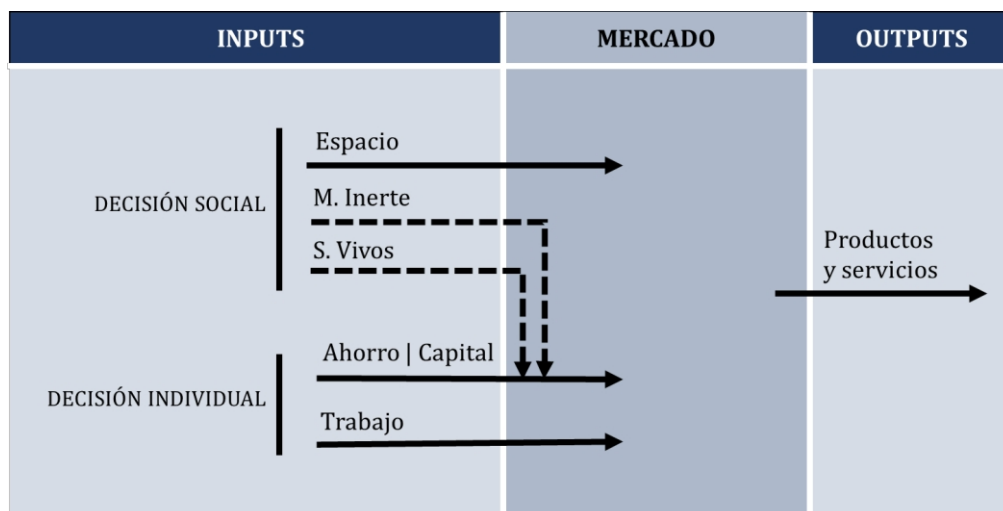 INPUTS
MERCADO
OUTPUTS
Espacio
DECISIÓN SOCIAL
M. Inerte
S. Vivos
Productos
y servicios
Ahorro | Capital
DECISIÓN INDIVIDUAL
Trabajo